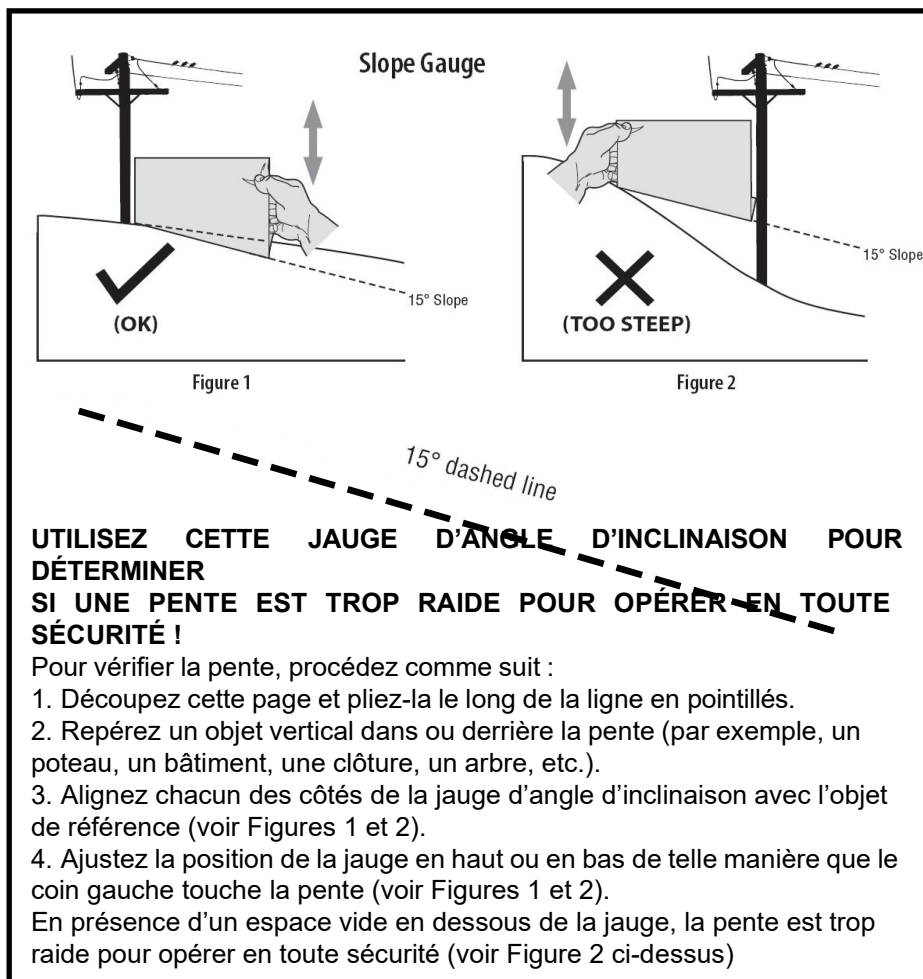 Slope Gauge
15° Slope
(OK)
Figure 1
15° Slope
(TOO STEEP)
Figure 2
15° dashed line
UTILISEZ CETTE JAUGE D'ANGLE D'INCLINAISON POUR
DÉTERMINER
SI UNE PENTE EST TROP RAIDE POUR OPÉRER EN TOUTE
SÉCURITÉ !
Pour vérifier la pente, procédez comme suit :
1. Découpez cette page et pliez-la le long de la ligne en pointillés.
2. Repérez un objet vertical dans ou derrière la pente (par exemple, un
poteau, un bâtiment, une clôture, un arbre, etc.).
3. Alignez chacun des côtés de la jauge d'angle d'inclinaison avec l'objet
de référence (voir Figures 1 et 2).
4. Ajustez la position de la jauge en haut ou en bas de telle manière que le
coin gauche touche la pente (voir Figures 1 et 2).
En présence d'un espace vide en dessous de la jauge, la pente est trop
raide pour opérer en toute sécurité (voir Figure 2 ci-dessus)